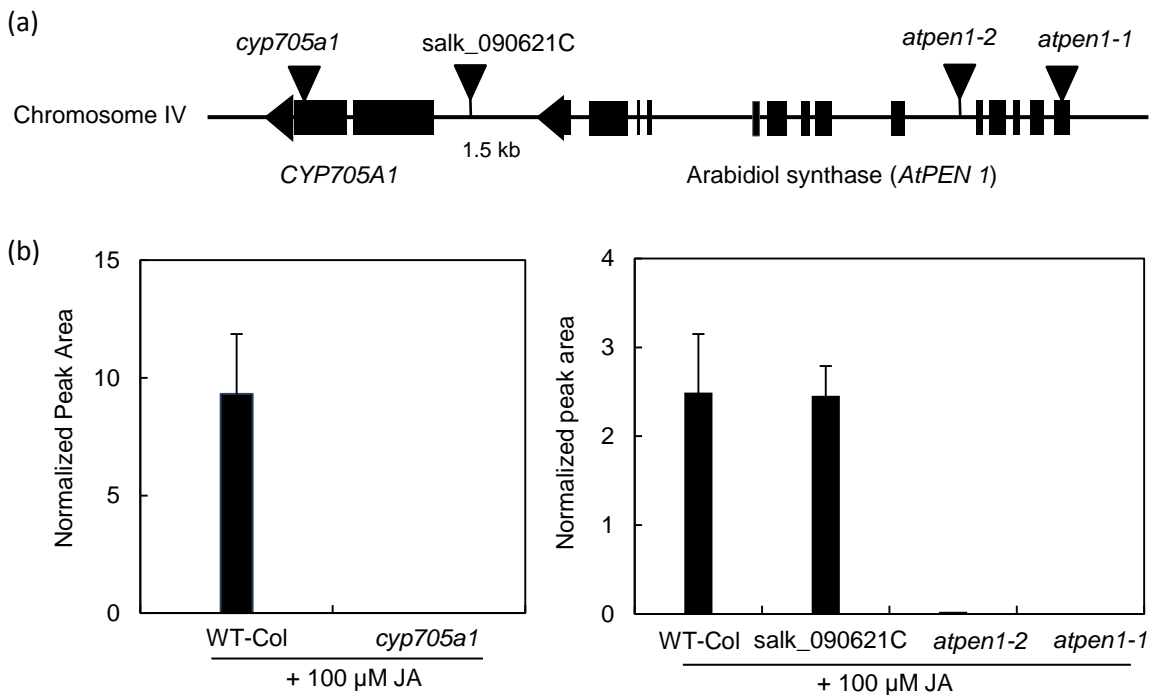 (a)
cyp705a1
salk_090621C
atpen1-2
atpen1-1
Chromosome IV
1.5 kb
CYP705A1
Arabidiol synthase (AtPEN 1)
(b)
Normalized Peak Area
15
10
5
0
WT-Col
cyp705a1
+ 100 µM JA
Normalized peak area
4
3
2
1
0
WT-Col
salk_090621C
atpen1-2
atpen1-1
+ 100 µM JA